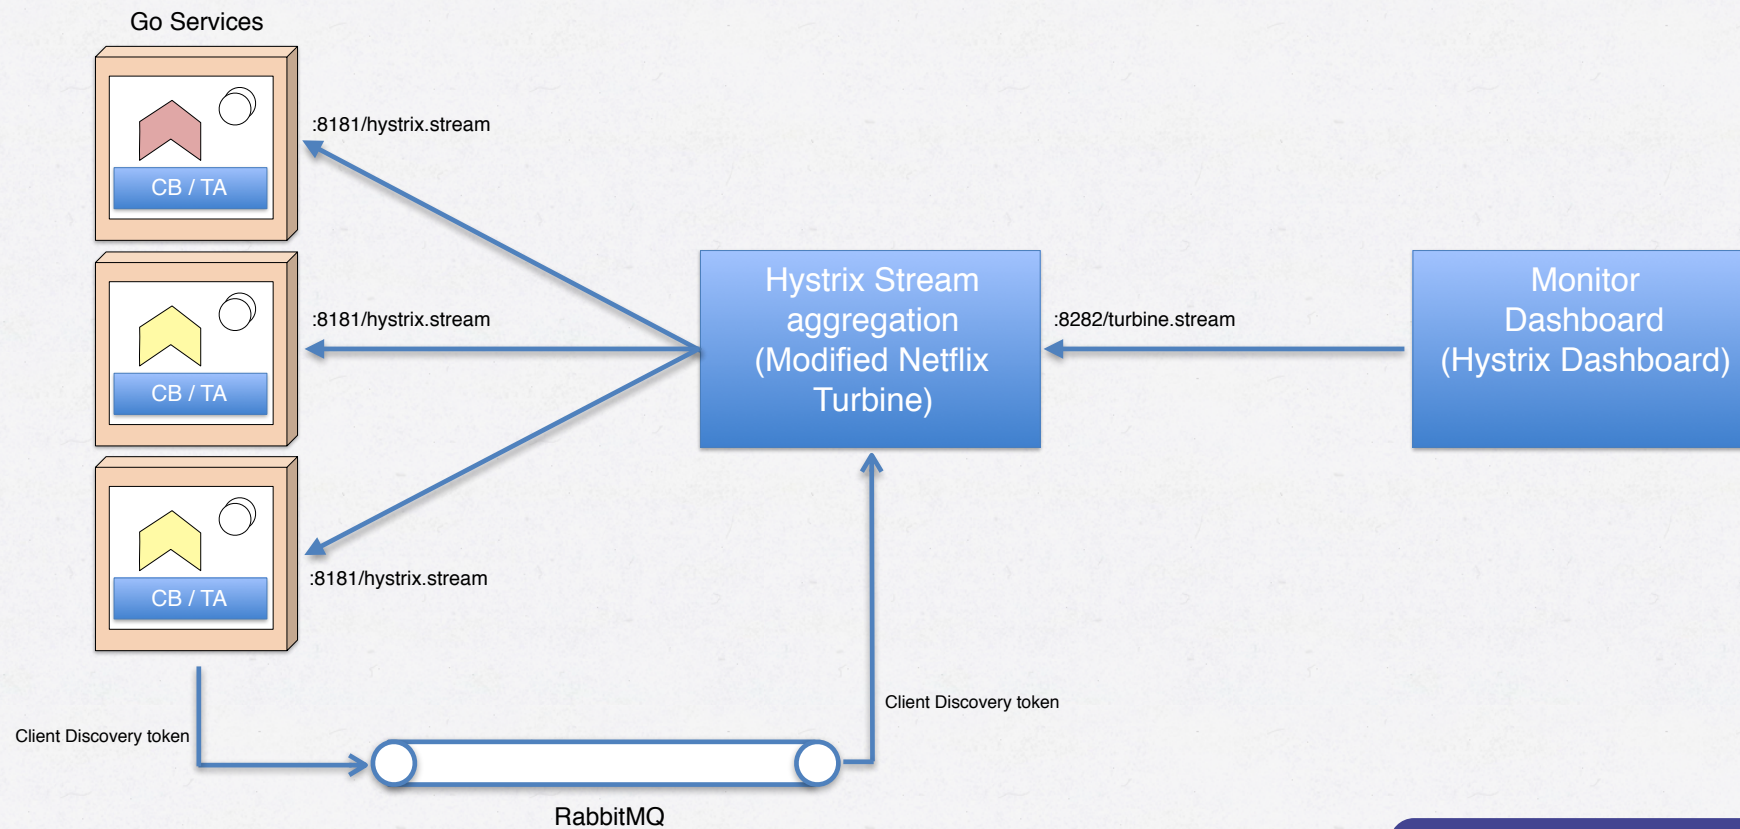 Go Services
:8181/hystrix.stream
CB / TA
:8181/hystrix.stream
CB / TA
:8181/hystrix.stream
CB / TA
Hystrix Stream
aggregation
(Modified Netflix
Turbine)
:8282/turbine.stream
Monitor
Dashboard
(Hystrix Dashboard)
Client Discovery token
Client Discovery token
RabbitMQ